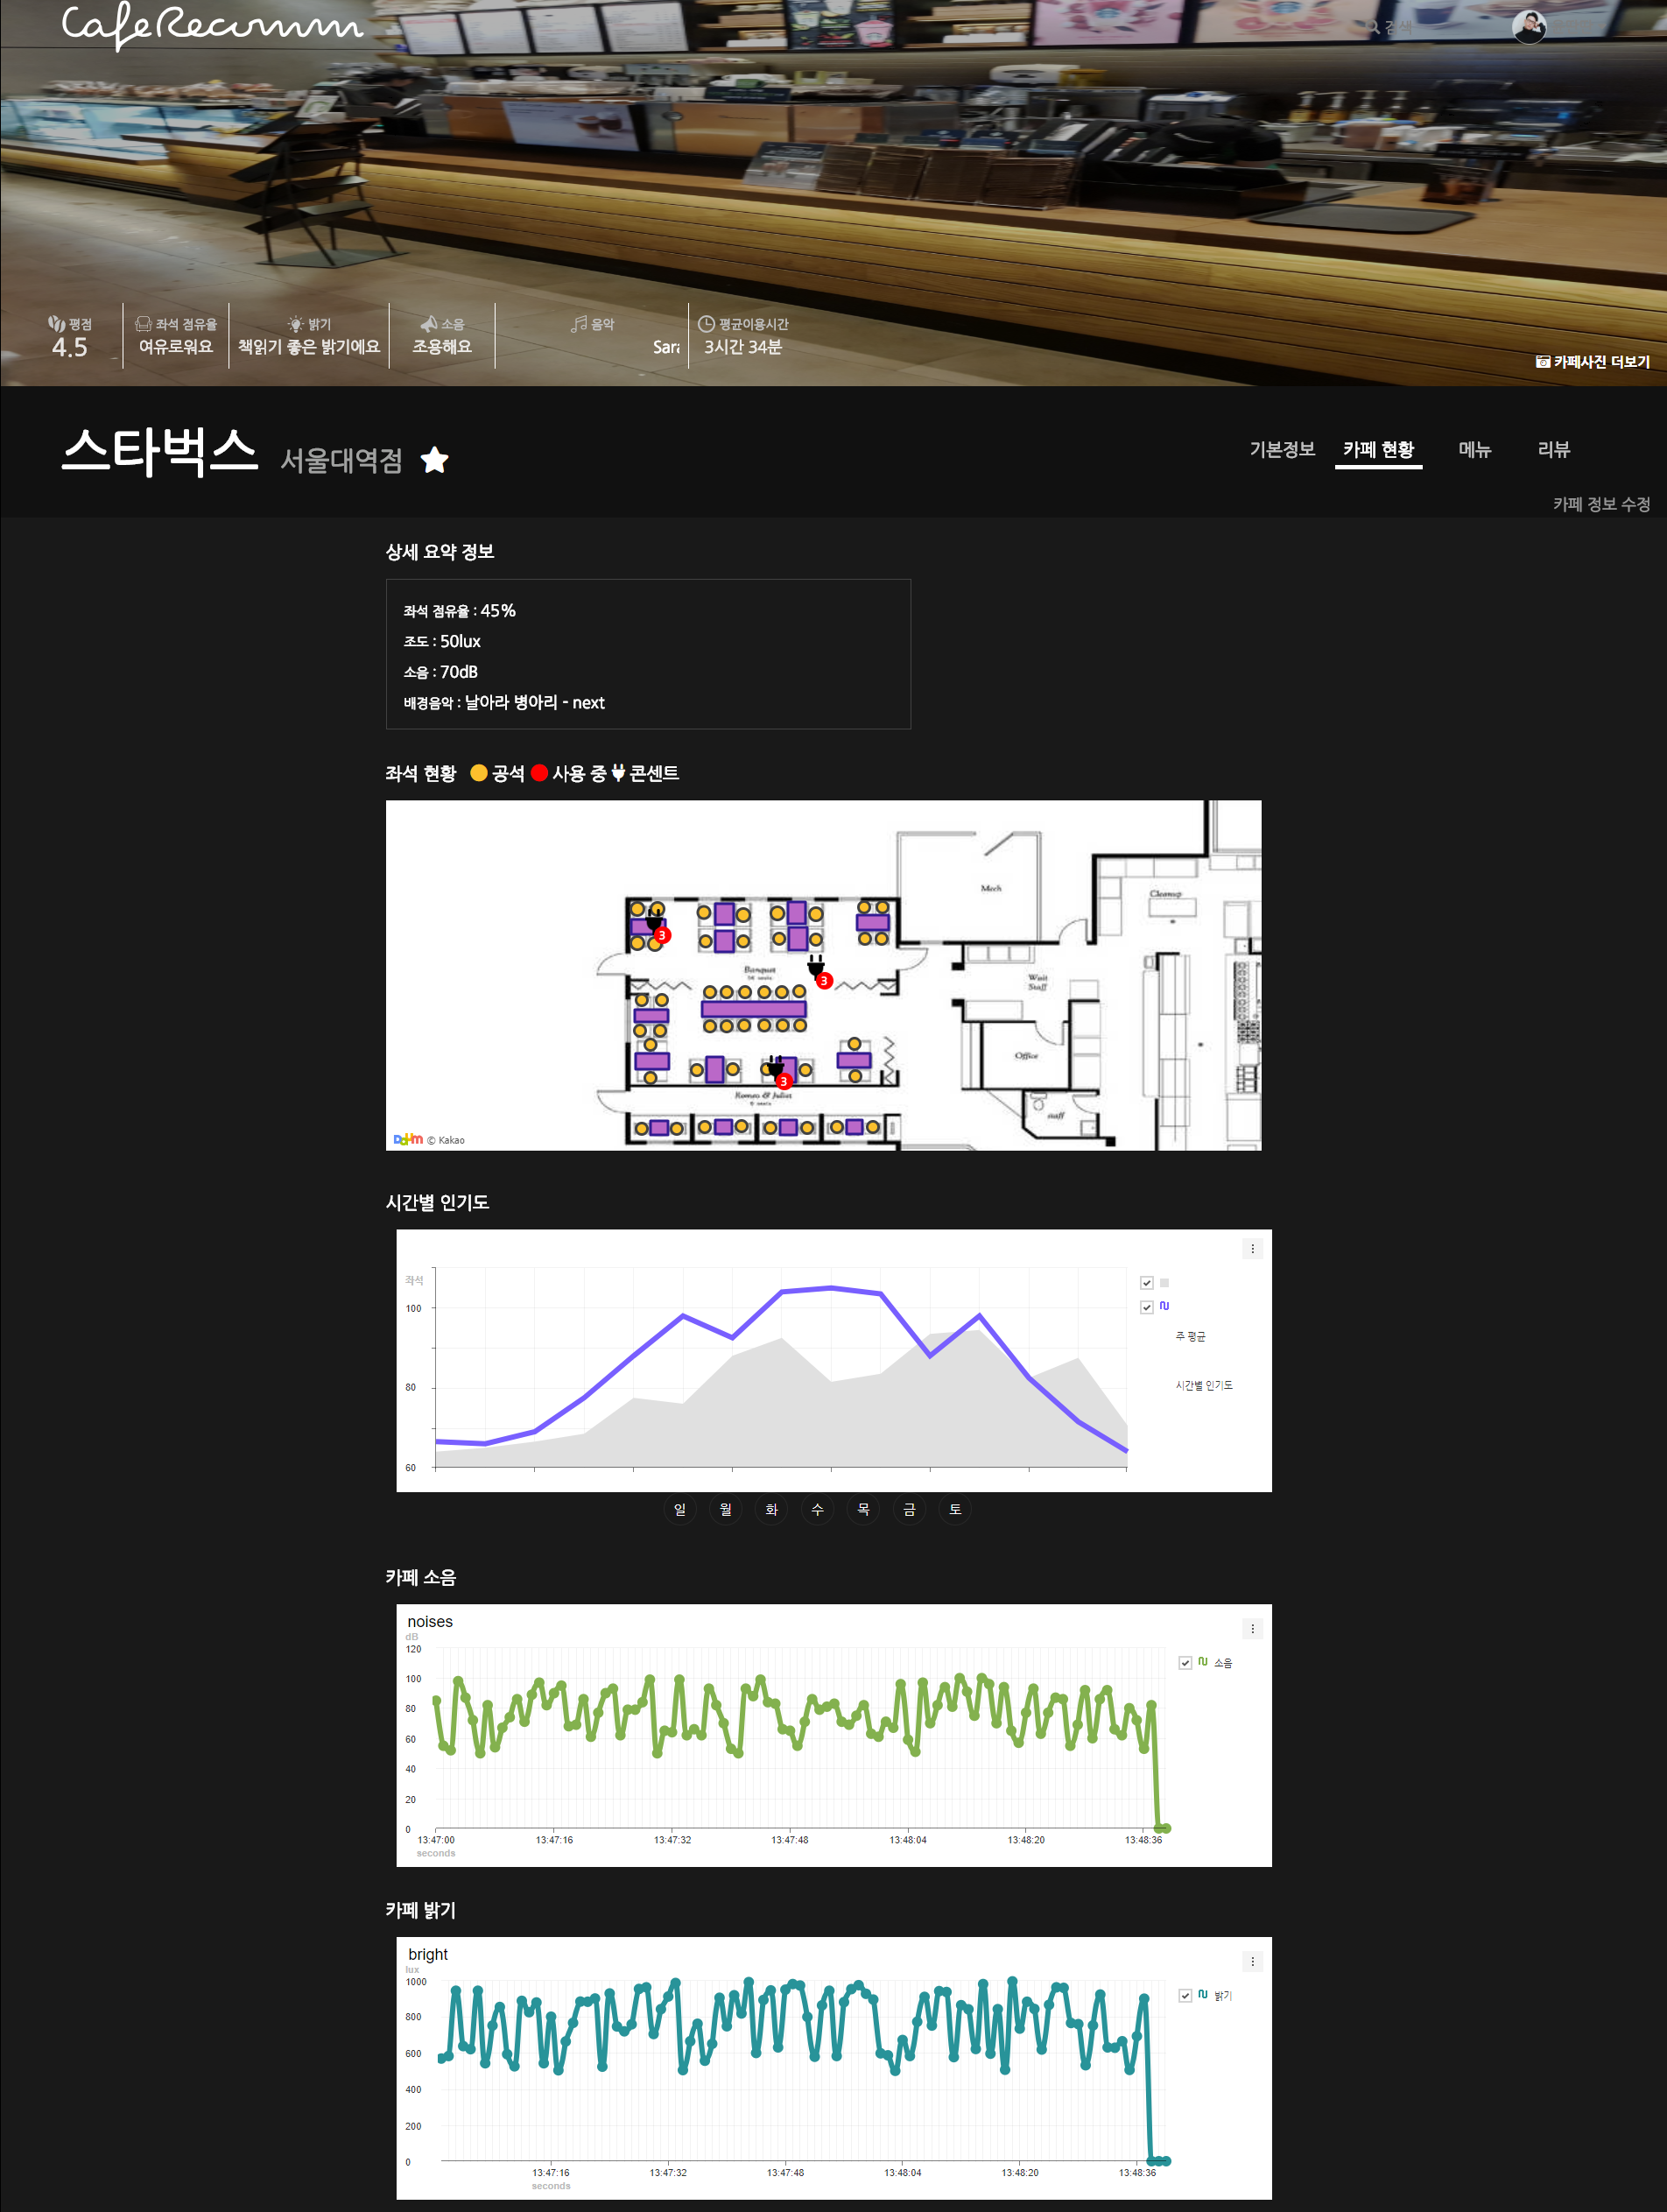 CafeRecomm
검색
평점
4.5
좌석 점유율
여유로워요
밝기
책읽기 좋은 밝기에요
소음
조용해요
음악
Sara
평균이용시간
3시간 34분
카페사진 더보기
스타벅스 서울대역점
기본정보 카페 현황 메뉴 리뷰
카페 정보 수정
상세 요약 정보
좌석 점유율 : 45%
조도 : 50lux
소음 : 70dB
배경음악 : 날아라 병아리 - next
좌석 현황 공석 사용 중 콘센트
Mech
Cleanup
3
Banquet
3
Wait
Staff
Office
3
Romeo & Juliet
staff
Daum © Kakao
시간별 인기도
좌석
100
80
60
주 평균
시간별 인기도
일 월 화 수 목 금 토
카페 소음
noises
dB
120
100
80
60
40
20
0
소음
13:47:00 13:47:16 13:47:32 13:47:48 13:48:04 13:48:20 13:48:36
seconds
카페 밝기
bright
lux
1000
800
600
400
200
0
밝기
13:47:16 13:47:32 13:47:48 13:48:04 13:48:20 13:48:36
seconds